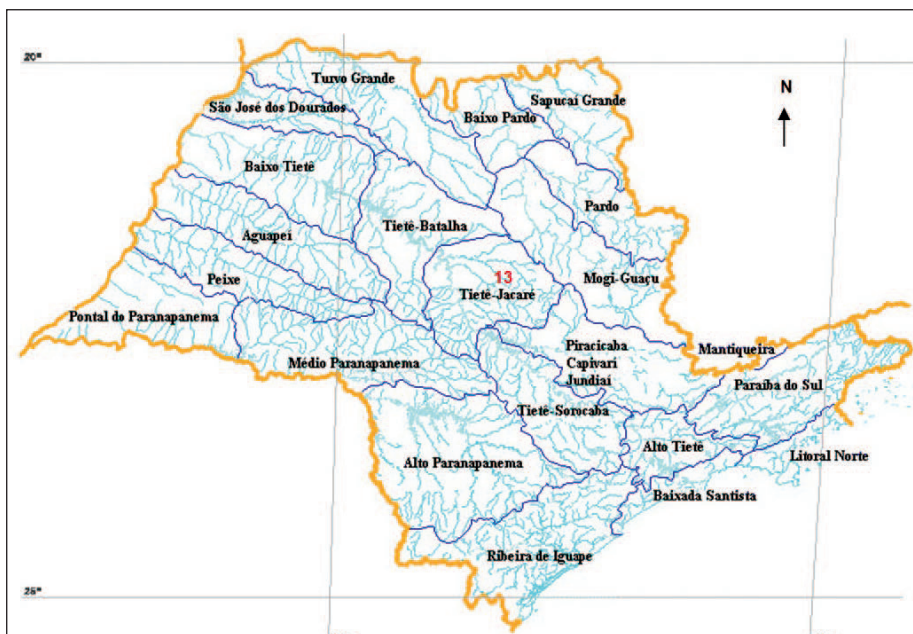 20°
Turvo Grande
N
Sapucaí Grande
São José dos Dourados
Baixo Pardo
Baixo Tietê
Pardo
Tietê-Batalha
Aguapeí
13
Mogi-Guaçu
Peixe
Tietê-Jacaré
Pontal do Paranapanema
Piracicaba
Capivari
Jundiaí
Mantiqueira
Médio Paranapanema
Paraíba do Sul
Tietê-Sorocaba
Alto Tietê
Litoral Norte
Alto Paranapanema
Baixada Santista
Ribeira de Iguape
25°